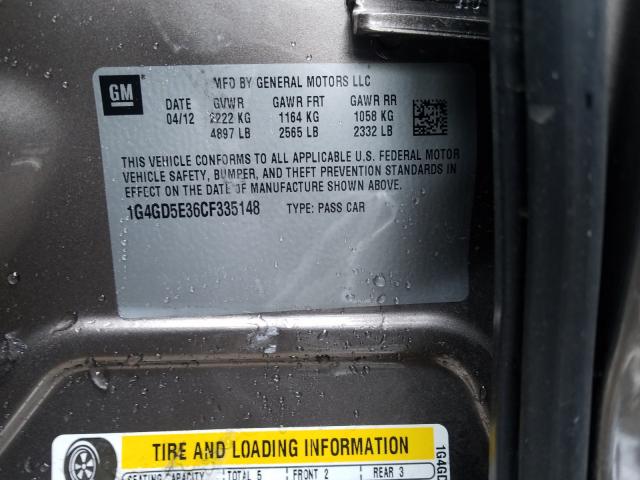 GM
MFD BY GENERAL MOTORS LLC
DATE GVWR GAWR FRT GAWR RR
04/12 2222 KG 1164 KG 1058 KG
4897 LB 2565 LB 2332 LB
THIS VEHICLE CONFORMS TO ALL APPLICABLE U.S. FEDERAL MOTOR
VEHICLE SAFETY, BUMPER, AND THEFT PREVENTION STANDARDS IN
EFFECT ON THE DATE OF MANUFACTURE SHOWN ABOVE.
1G4GD5E36CF335148 TYPE: PASS CAR
TIRE AND LOADING INFORMATION
SEATING CAPACITY TOTAL 5 FRONT 2 REAR 3
1G4GD